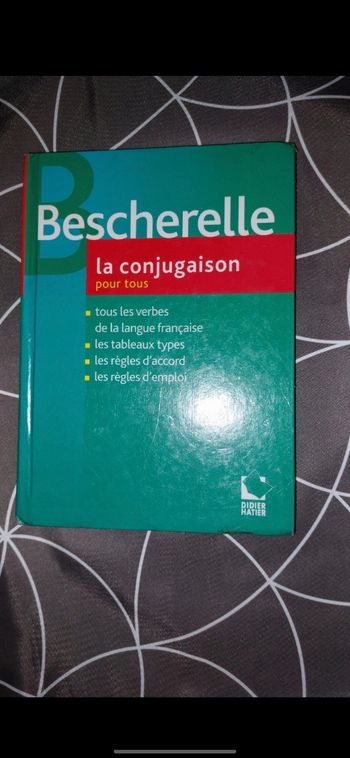 B
Bescherelle
la conjugaison
pour tous
tous les verbes
de la langue française
les tableaux types
les règles d'accord
les règles d'emploi
DIDIER
HATIER